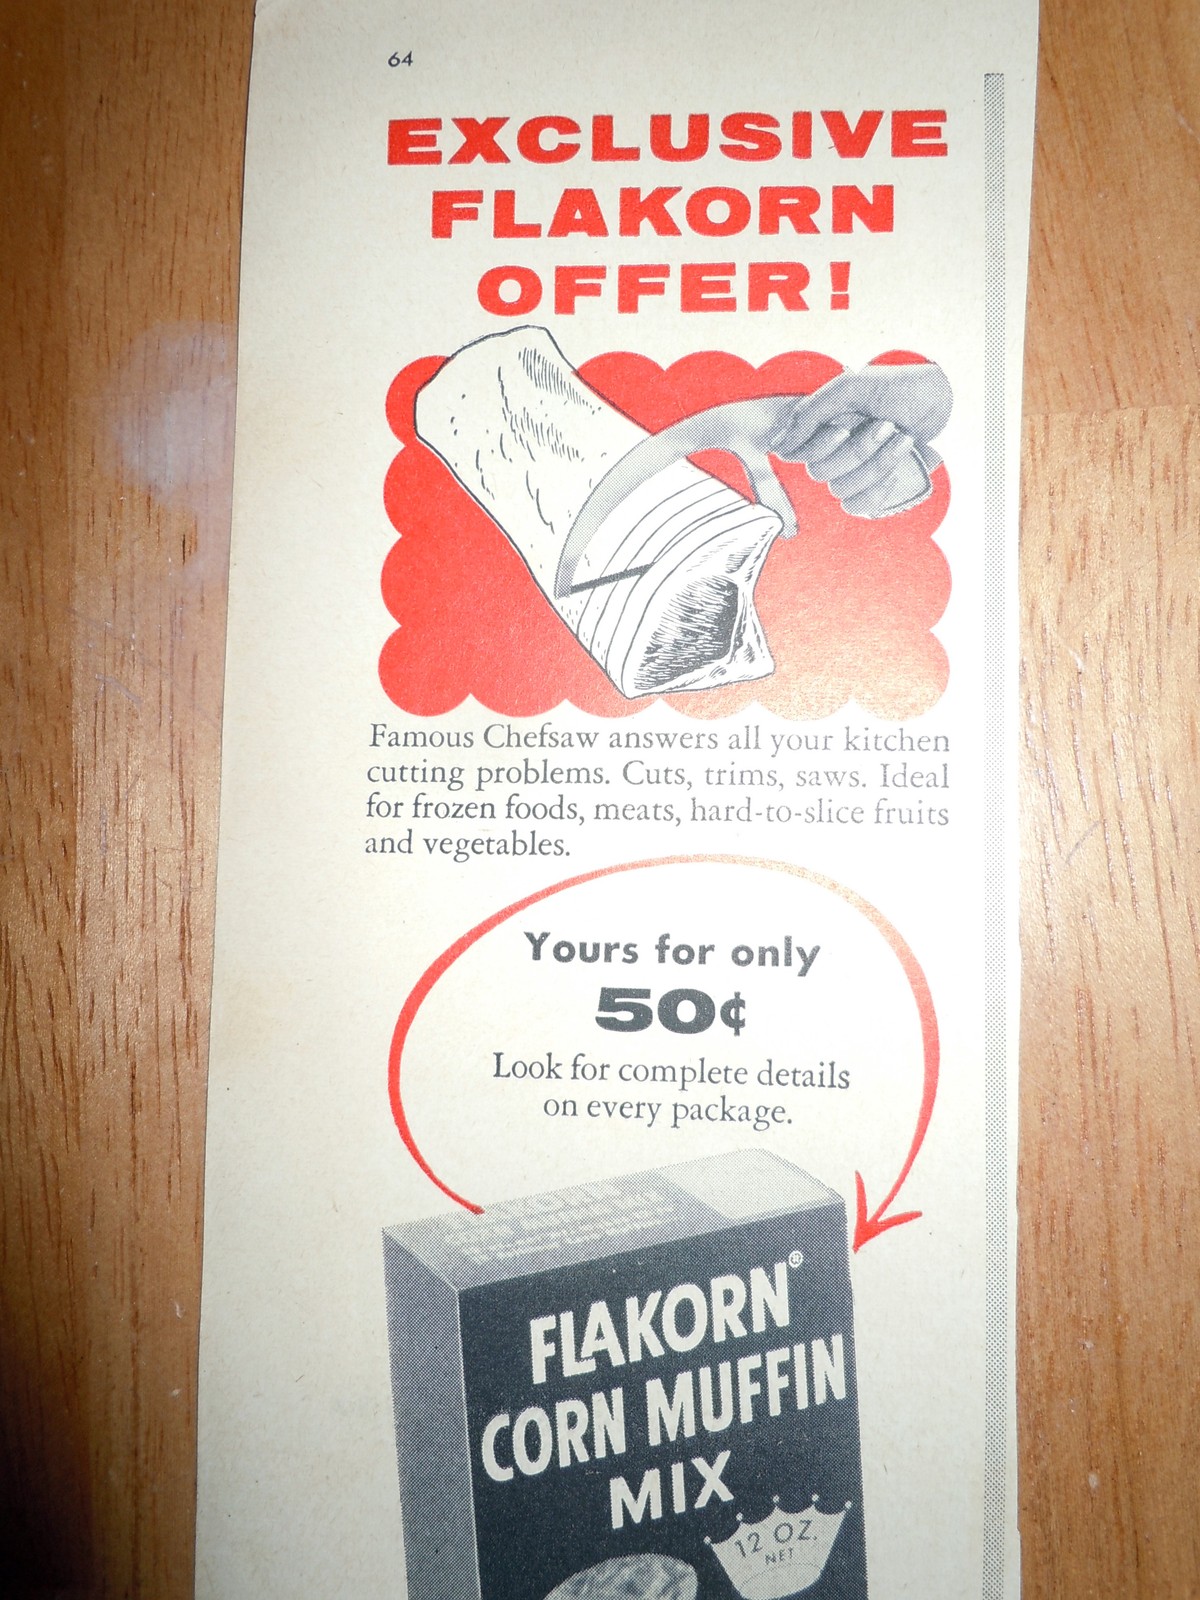 64
EXCLUSIVE
FLAKORN
OFFER!
Famous Chefsaw answers all your kitchen
cutting problems. Cuts, trims, saws. Ideal
for frozen foods, meats, hard-to-slice fruits
and vegetables.
Yours for only
50¢
Look for complete details
on every package.
FLAKORN®
CORN MUFFIN
MIX
12 OZ.
NET